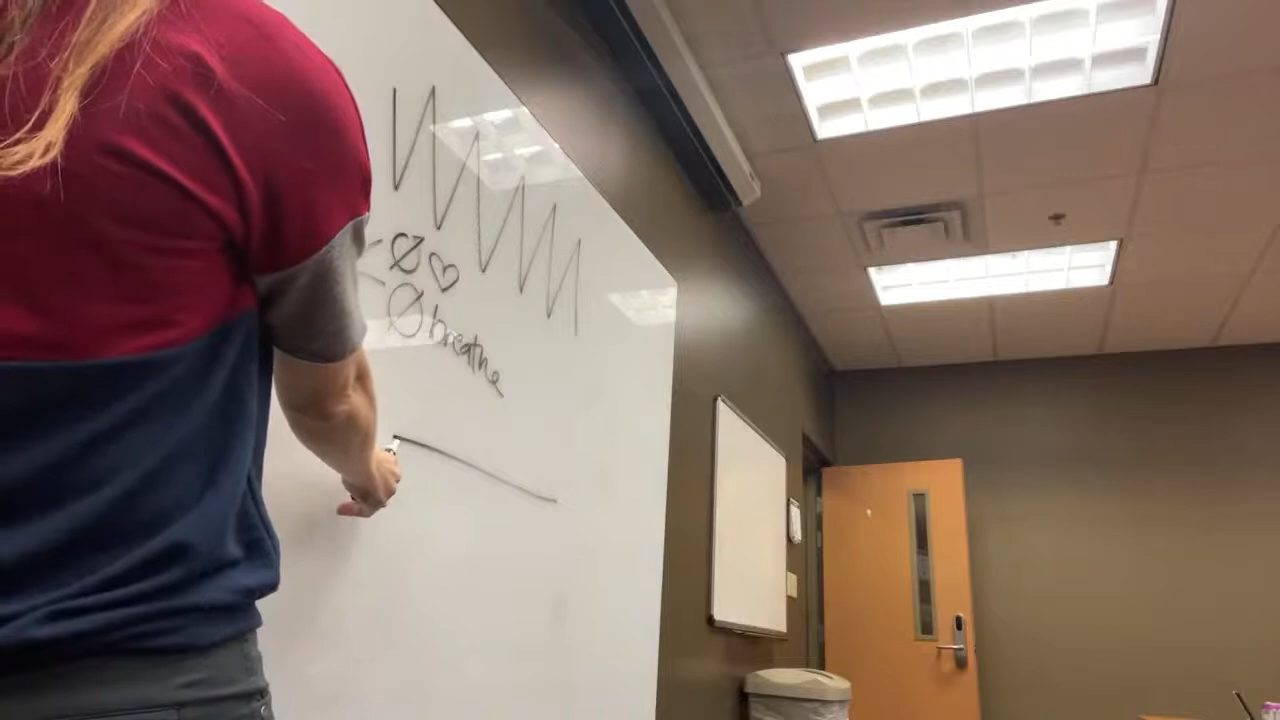 ∅ ♡
∅ breathe